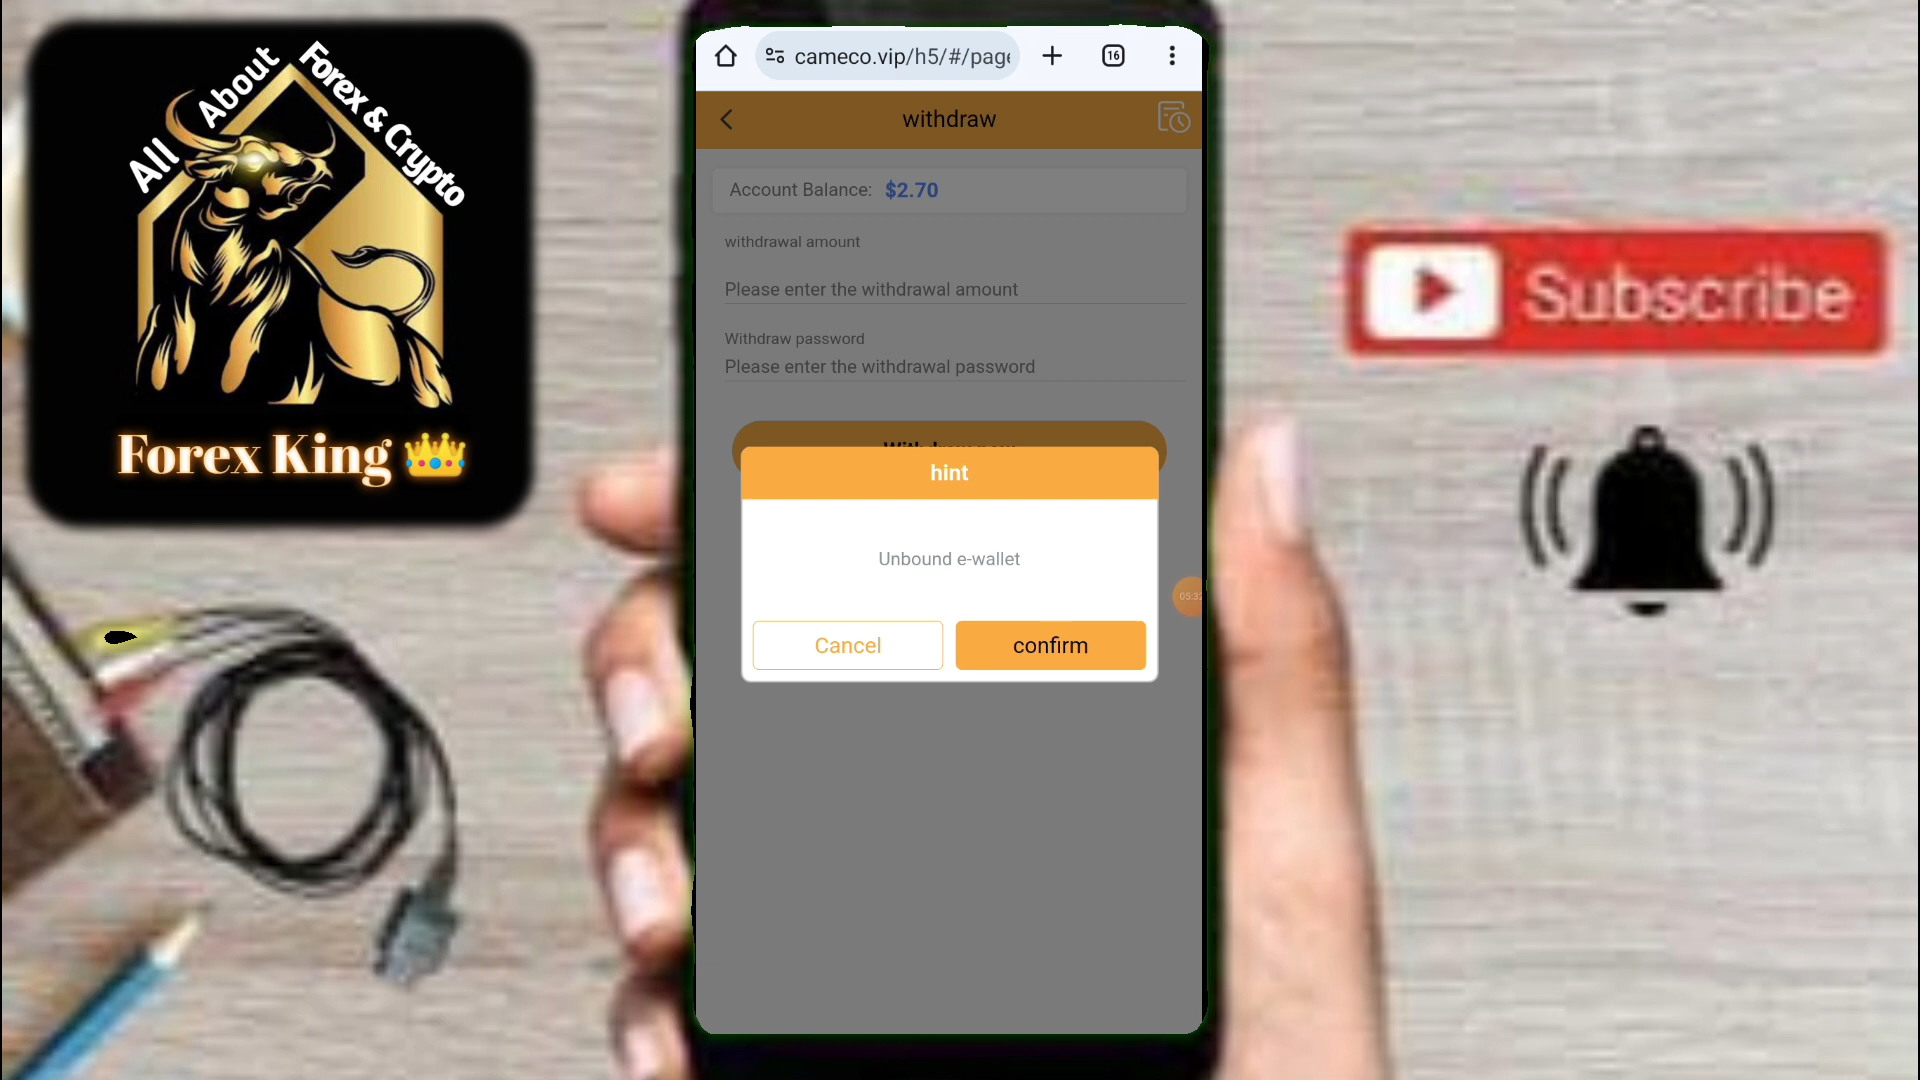 All About Forex & Crypto
Forex King
cameco.vip/h5/#/page
16
withdraw
Account Balance: $2.70
withdrawal amount
Please enter the withdrawal amount
Withdraw password
Please enter the withdrawal password
hint
Unbound e-wallet
Cancel
confirm
Subscribe